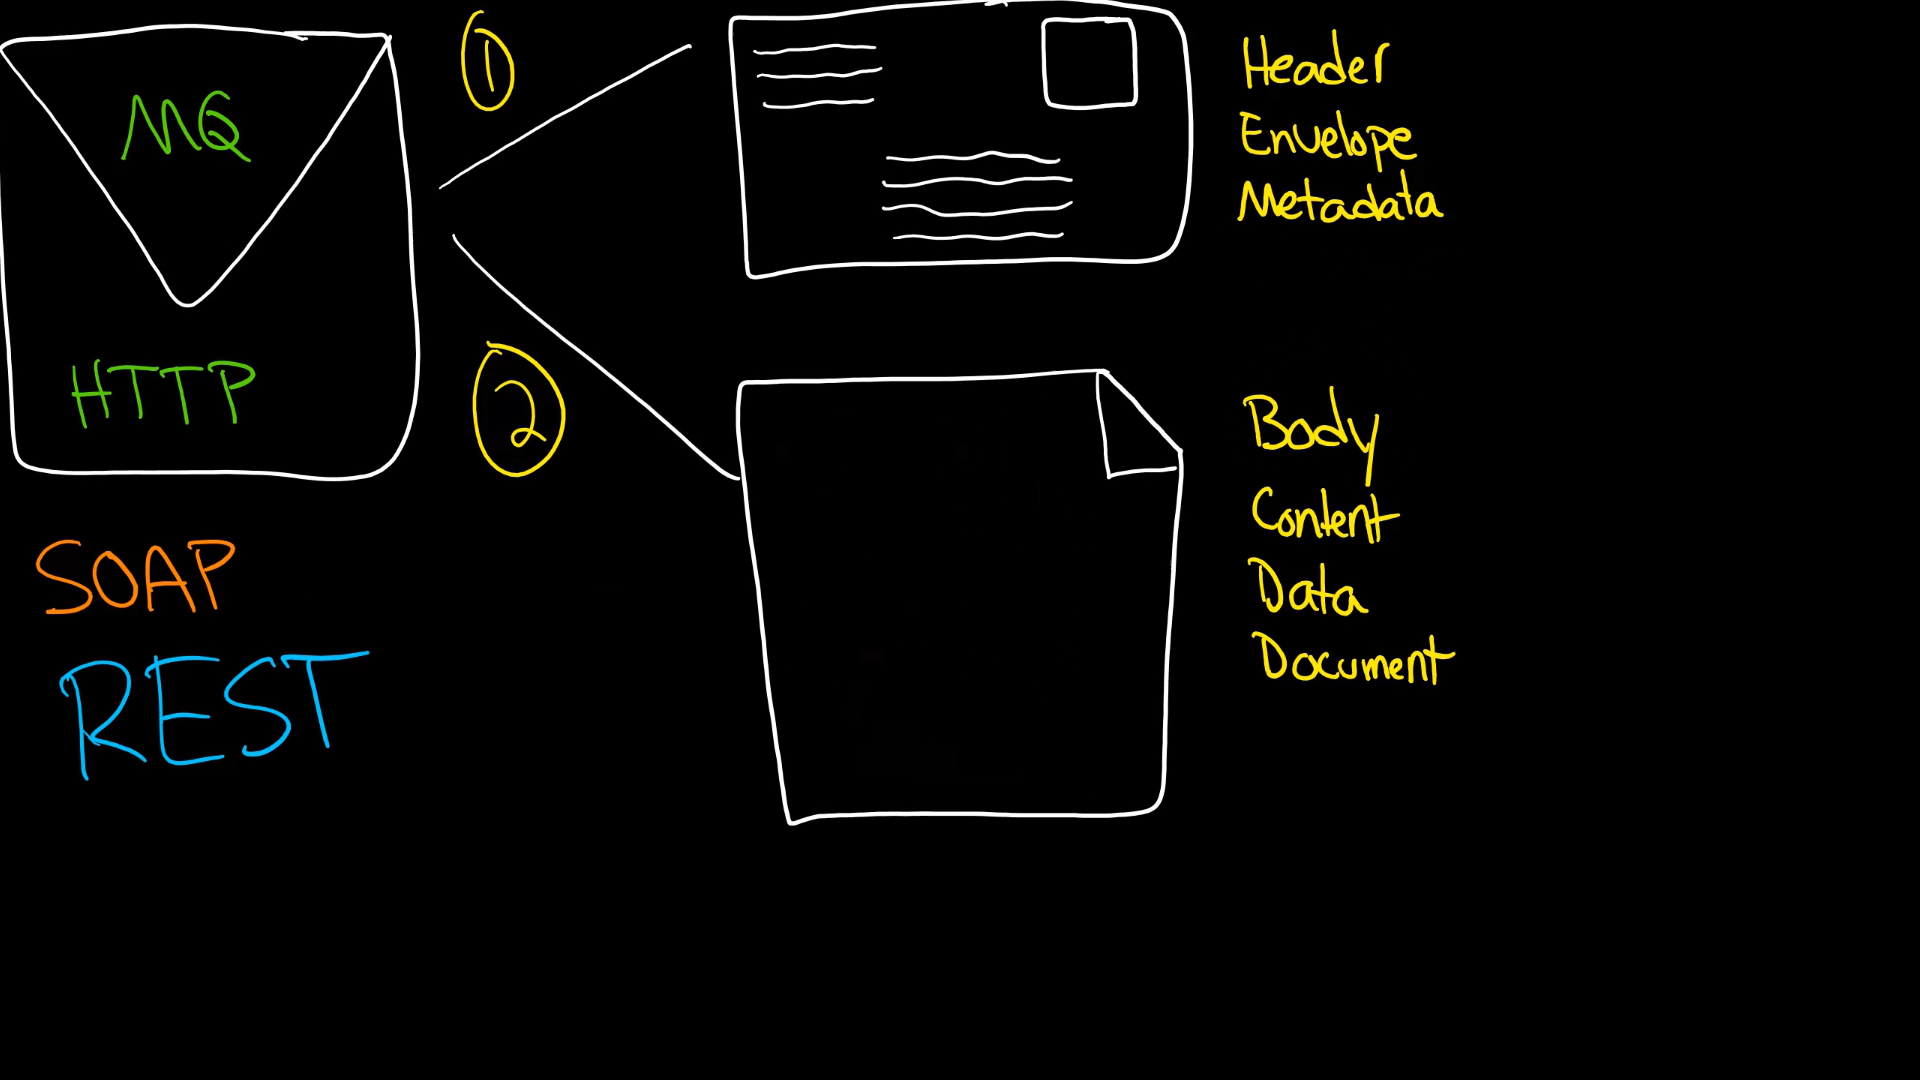 MQ
HTTP
SOAP
REST
1
2
Header
Envelope
Metadata
Body
Content
Data
Document